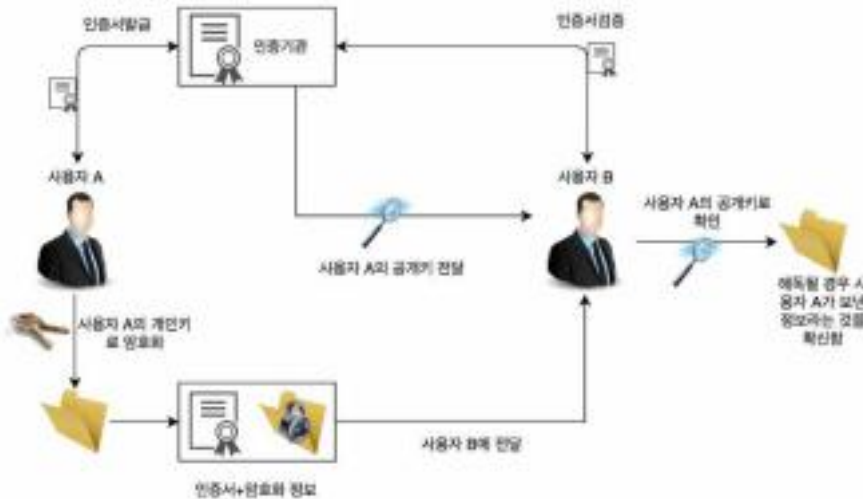 인증서발급
인증기관
인증서검증
사용자 A
사용자 B
사용자 A의 공개키로
확인
사용자 A의 공개키 전달
해독될 경우 사
용자 A가 보낸
정보라는 것을
확신함
사용자 A의 개인키
로 암호화
사용자 B에 전달
인증서+암호화 정보